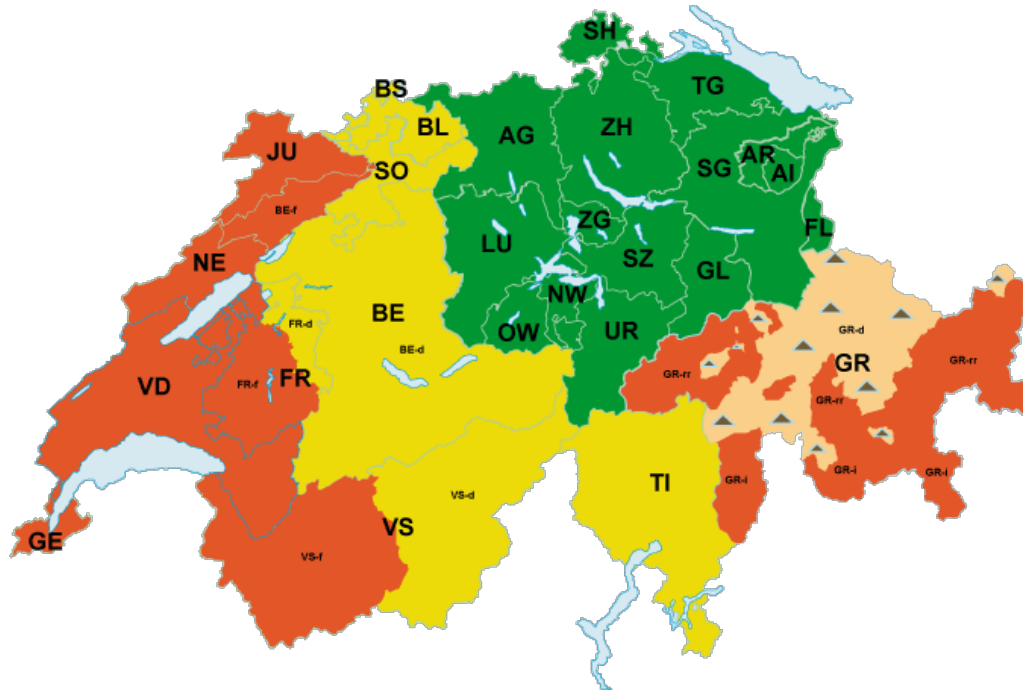 SH
BS
TG
BL
AG
ZH
JU
AR
SO
SG
AI
BE-f
ZG
FL
LU
NE
SZ
GL
NW
BE
FR-d
OW
UR
GR-d
BE-d
GR
GR-rr
GR-rr
VD
FR-f
FR
GR-rr
GR-i
GR-i
GR-i
TI
VS-d
VS
GE
VS-f